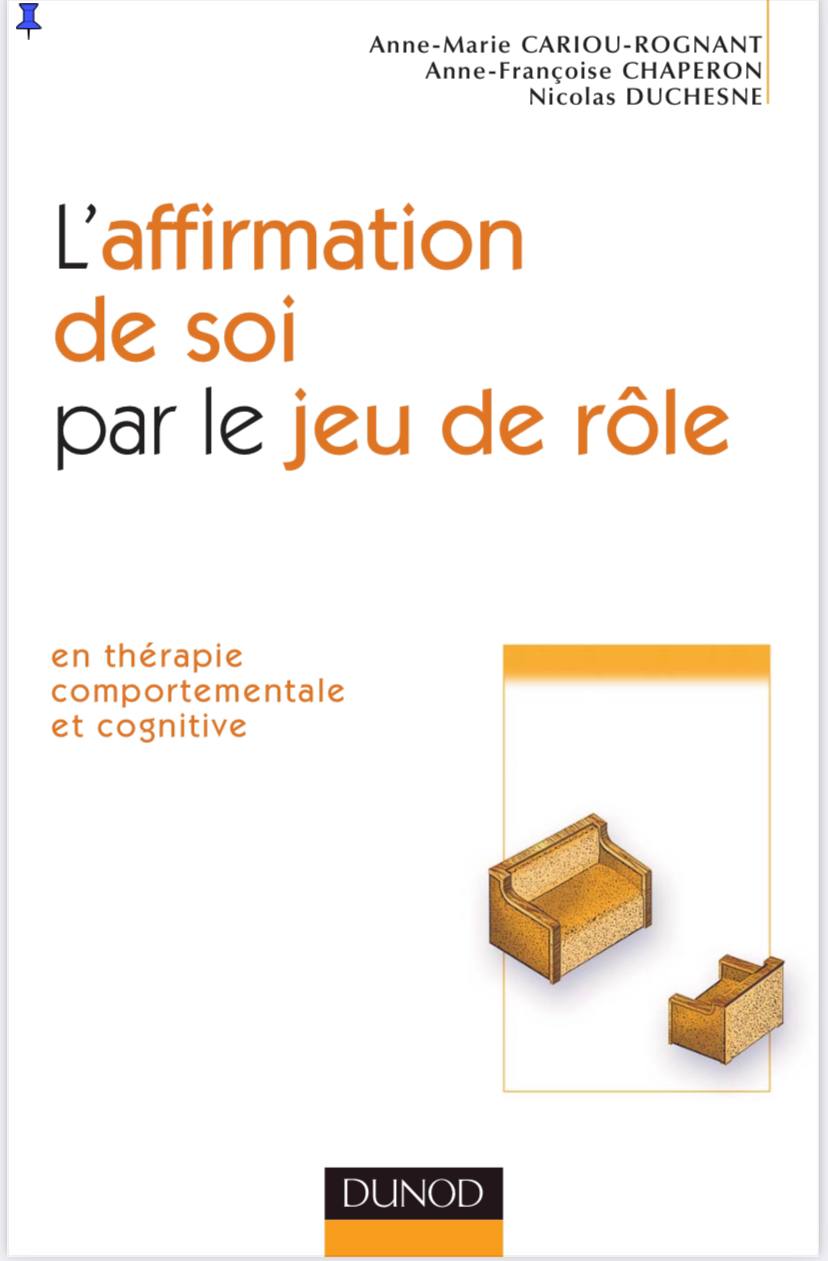 Anne-Marie CARIOU-ROGNANT
Anne-Françoise CHAPERON
Nicolas DUCHESNE
L'affirmation
de soi
par le jeu de rôle
en thérapie
comportementale
et cognitive
DUNOD